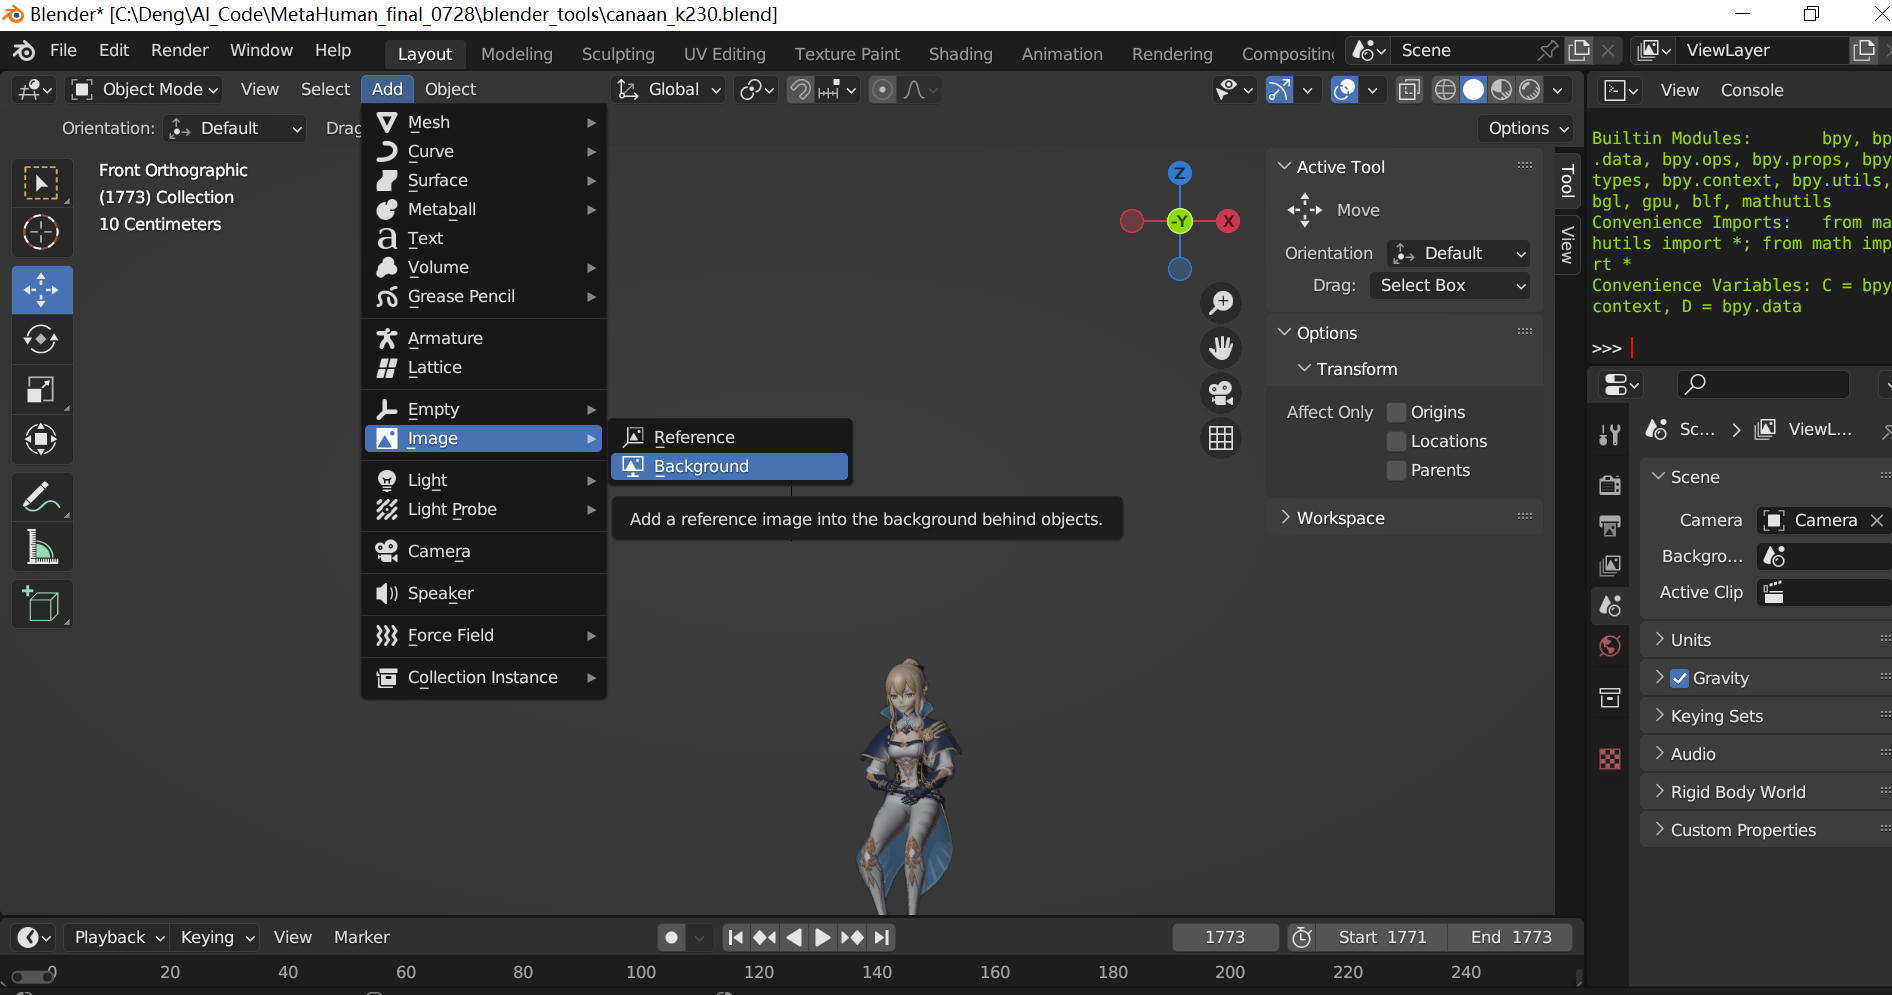 Blender* [C:\Deng\AI_Code\MetaHuman_final_0728\blender_tools\canaan_k230.blend]
File Edit Render Window Help Layout Modeling Sculpting UV Editing Texture Paint Shading Animation Rendering Compositing Scene ViewLayer
Object Mode View Select Add Object Global View Console
Orientation: Default Drag Options
Front Orthographic
(1773) Collection
10 Centimeters
Mesh
Curve
Surface
Metaball
Text
Volume
Grease Pencil
Armature
Lattice
Empty
Image
Light
Light Probe
Camera
Speaker
Force Field
Collection Instance
Reference
Background
Add a reference image into the background behind objects.
Z
-Y
X
Active Tool
Move
Orientation Default
Drag: Select Box
Options
Transform
Affect Only Origins
Locations
Parents
Workspace
Tool
View
Builtin Modules: bpy, bp
.data, bpy.ops, bpy.props, bpy
types, bpy.context, bpy.utils,
bgl, gpu, blf, mathutils
Convenience Imports: from ma
hutils import *; from math imp
rt *
Convenience Variables: C = bpy
context, D = bpy.data
>>>
Sc... > ViewL...
Scene
Camera Camera
Backgro...
Active Clip
Units
Gravity
Keying Sets
Audio
Rigid Body World
Custom Properties
Playback Keying View Marker 1773 Start 1771 End 1773
0 20 40 60 80 100 120 140 160 180 200 220 240